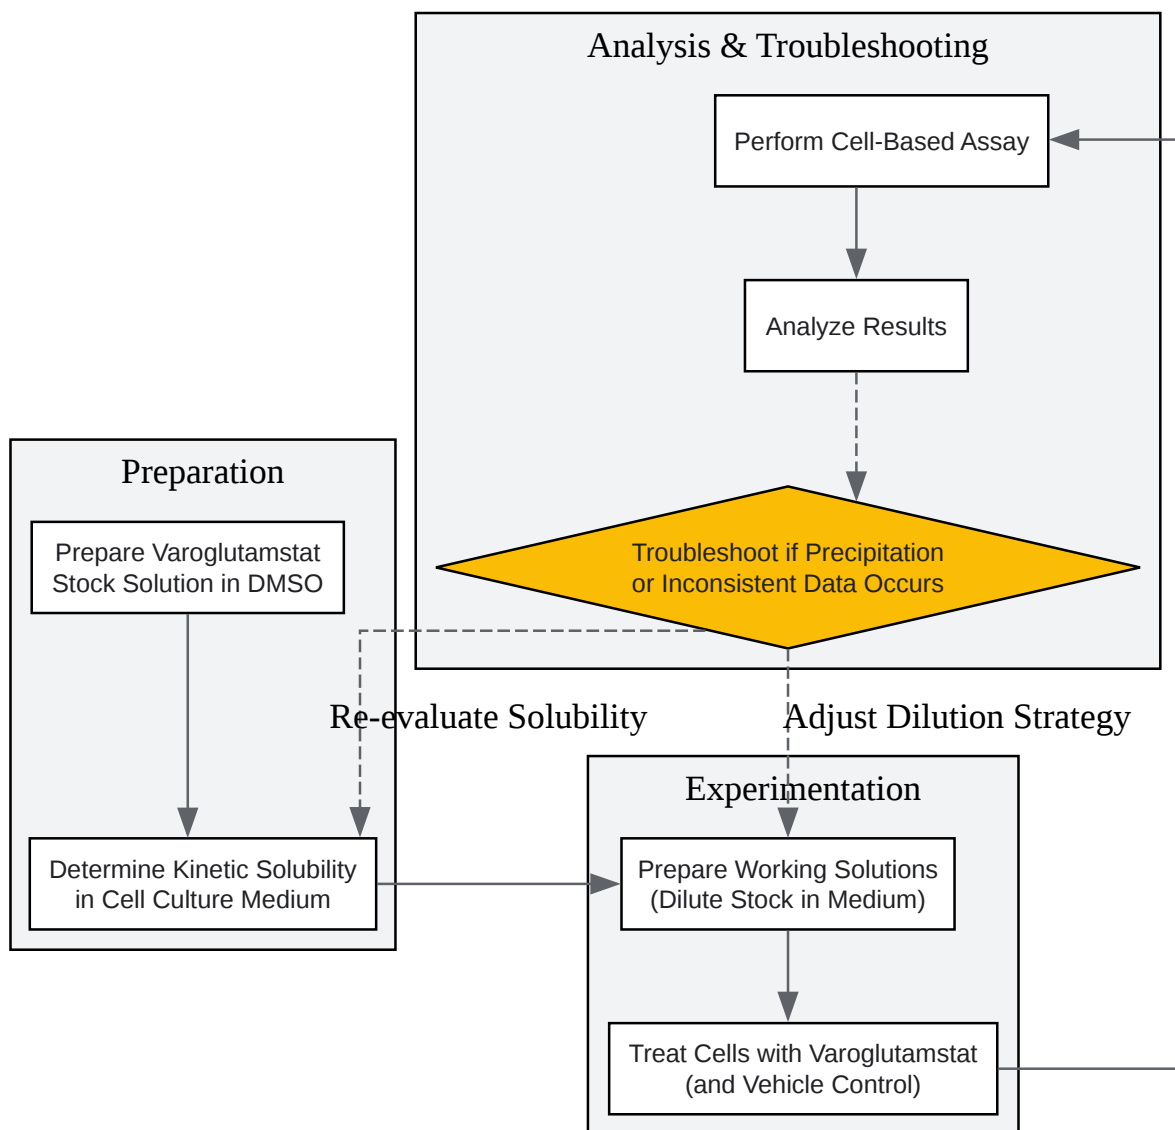 Analysis & Troubleshooting
Perform Cell-Based Assay
Analyze Results
Troubleshoot if Precipitation
or Inconsistent Data Occurs
Preparation
Prepare Varoglutamstat
Stock Solution in DMSO
Re-evaluate Solubility
Adjust Dilution Strategy
Determine Kinetic Solubility
in Cell Culture Medium
Experimentation
Prepare Working Solutions
(Dilute Stock in Medium)
Treat Cells with Varoglutamstat
(and Vehicle Control)